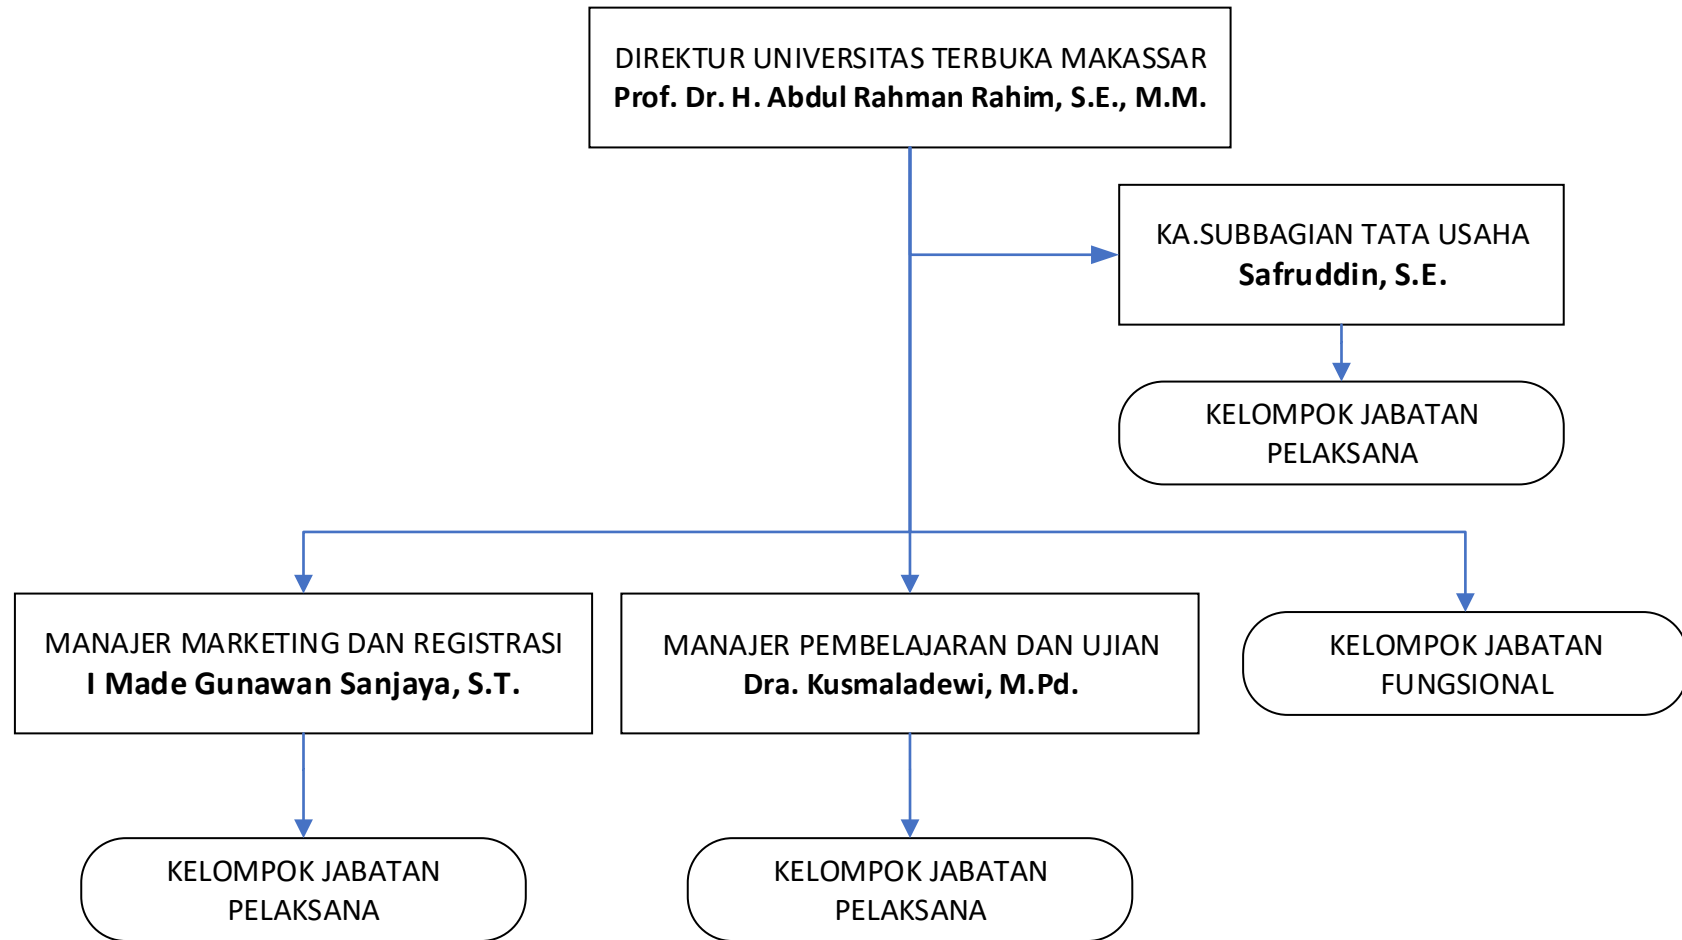 DIREKTUR UNIVERSITAS TERBUKA MAKASSAR
Prof. Dr. H. Abdul Rahman Rahim, S.E., M.M.
KA.SUBBAGIAN TATA USAHA
Safruddin, S.E.
KELOMPOK JABATAN
PELAKSANA
MANAJER MARKETING DAN REGISTRASI
I Made Gunawan Sanjaya, S.T.
MANAJER PEMBELAJARAN DAN UJIAN
Dra. Kusmaladewi, M.Pd.
KELOMPOK JABATAN
FUNGSIONAL
KELOMPOK JABATAN
PELAKSANA
KELOMPOK JABATAN
PELAKSANA